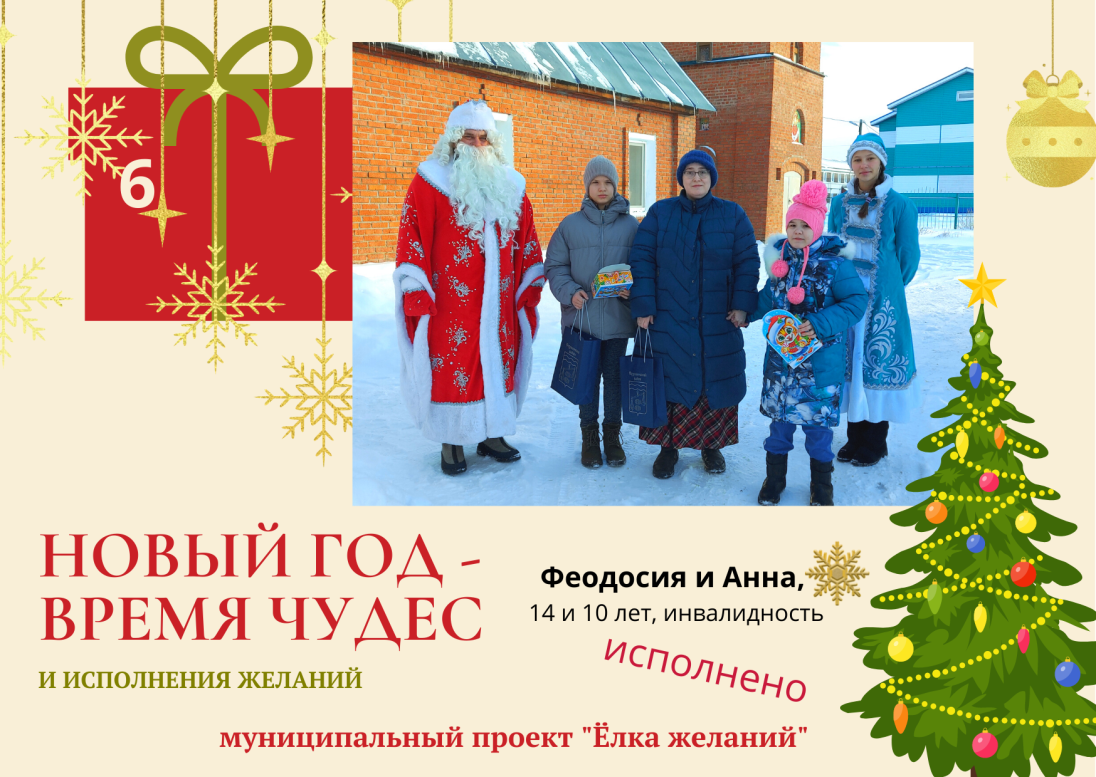 6
НОВЫЙ ГОД -
ВРЕМЯ ЧУДЕС
И ИСПОЛНЕНИЯ ЖЕЛАНИЙ
Феодосия и Анна,
14 и 10 лет, инвалидность
исполнено
муниципальный проект "Ёлка желаний"